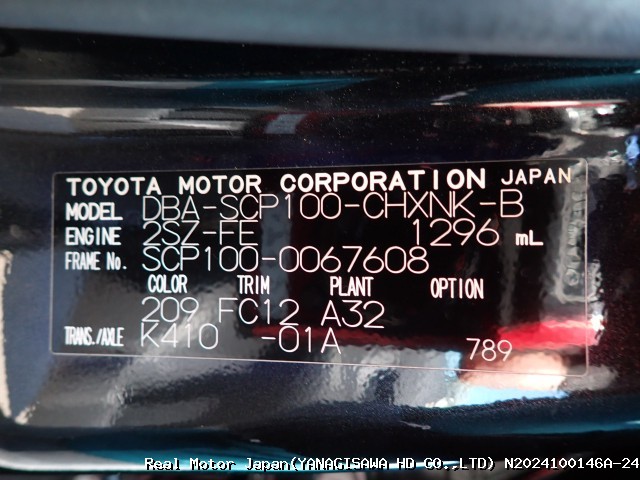 TOYOTA MOTOR CORPORATION JAPAN
MODEL DBA-SCP100-CHXNK-B
ENGINE 2SZ-FE 1296 mL
FRAME No. SCP100-0067608
COLOR TRIM PLANT OPTION
209 FC12 A32
TRANS./AXLE K410 -01A 789
Real Motor Japan(YANAGISAWA HD CO.,LTD) N2024100146A-24